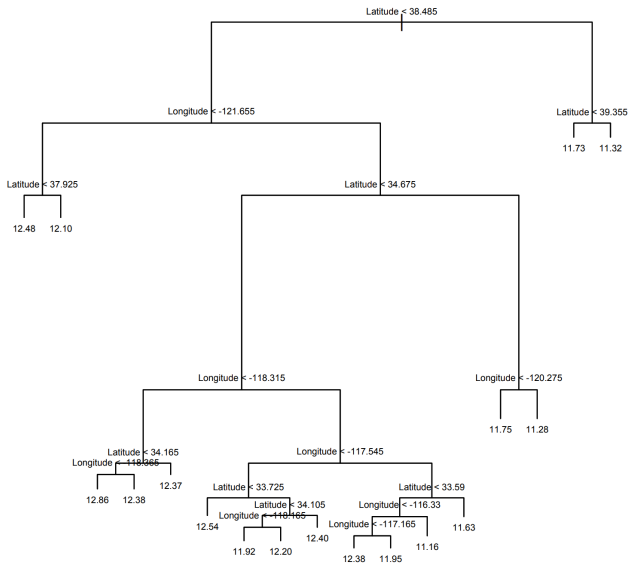 Latitude < 38.485
Longitude < -121.655
Latitude < 39.355
11.73
11.32
Latitude < 37.925
Latitude < 34.675
12.48
12.10
Longitude < -118.315
Longitude < -120.275
11.75
11.28
Latitude < 34.165
Longitude < -117.545
Longitude < -118.365
12.37
12.86
12.38
Latitude < 33.725
Latitude < 33.59
12.54
Latitude < 34.105
Longitude < -116.33
11.63
Longitude < -118.165
12.40
Longitude < -117.165
11.16
11.92
12.20
12.38
11.95